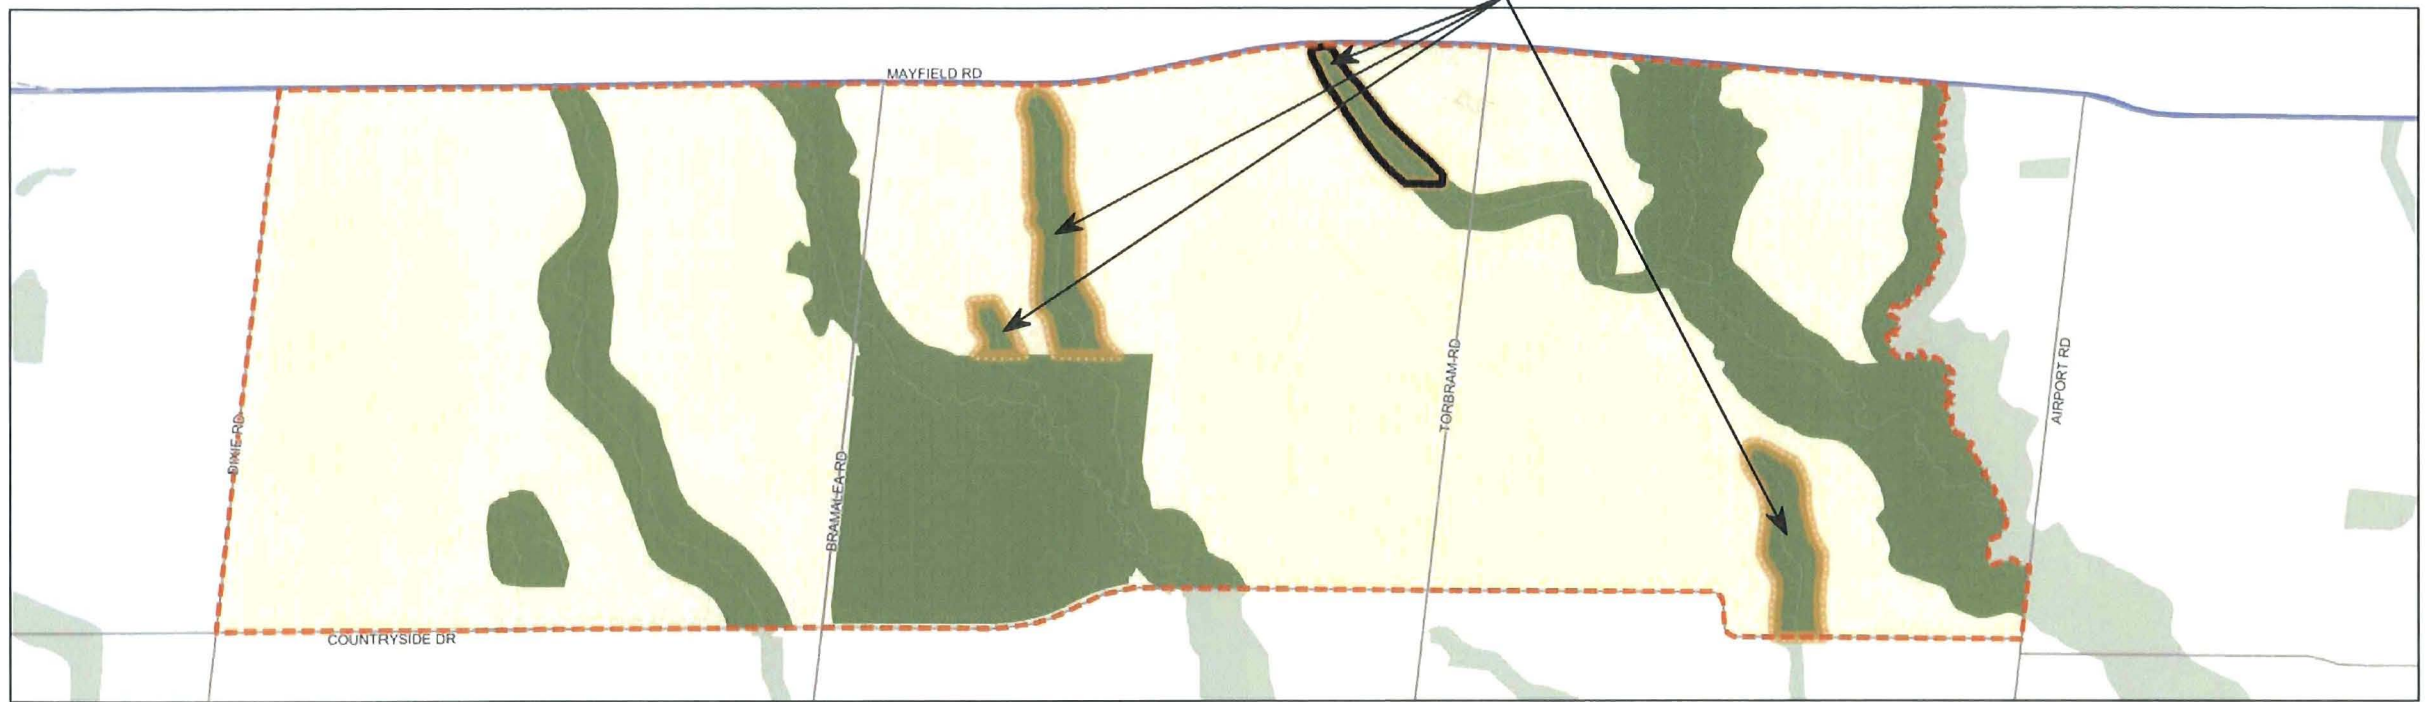 MAYFIELD RD
DIXIE RD
BRAMALEA RD
TORBRAM RD
AIRPORT RD
COUNTRYSIDE DR